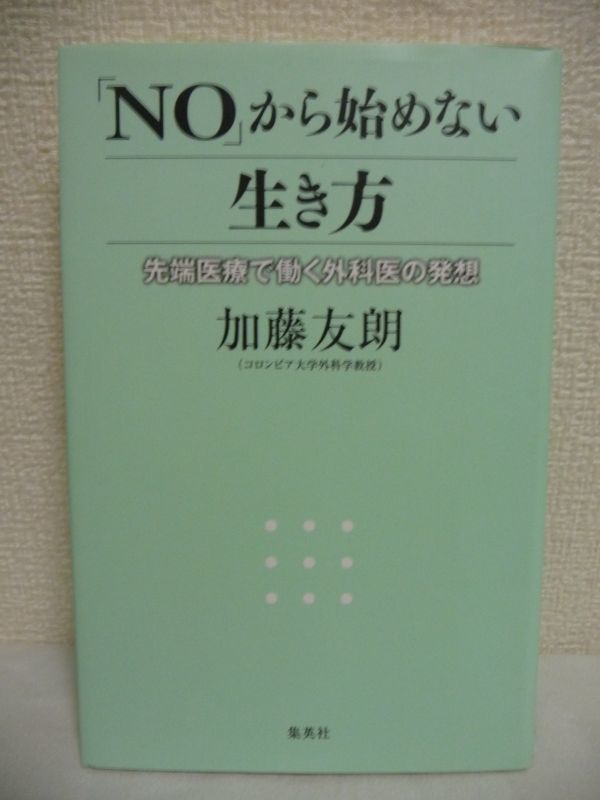 「NO」から始めない
生き方
先端医療で働く外科医の発想
加藤友朗
(コロンビア大学外科学教授)
集英社